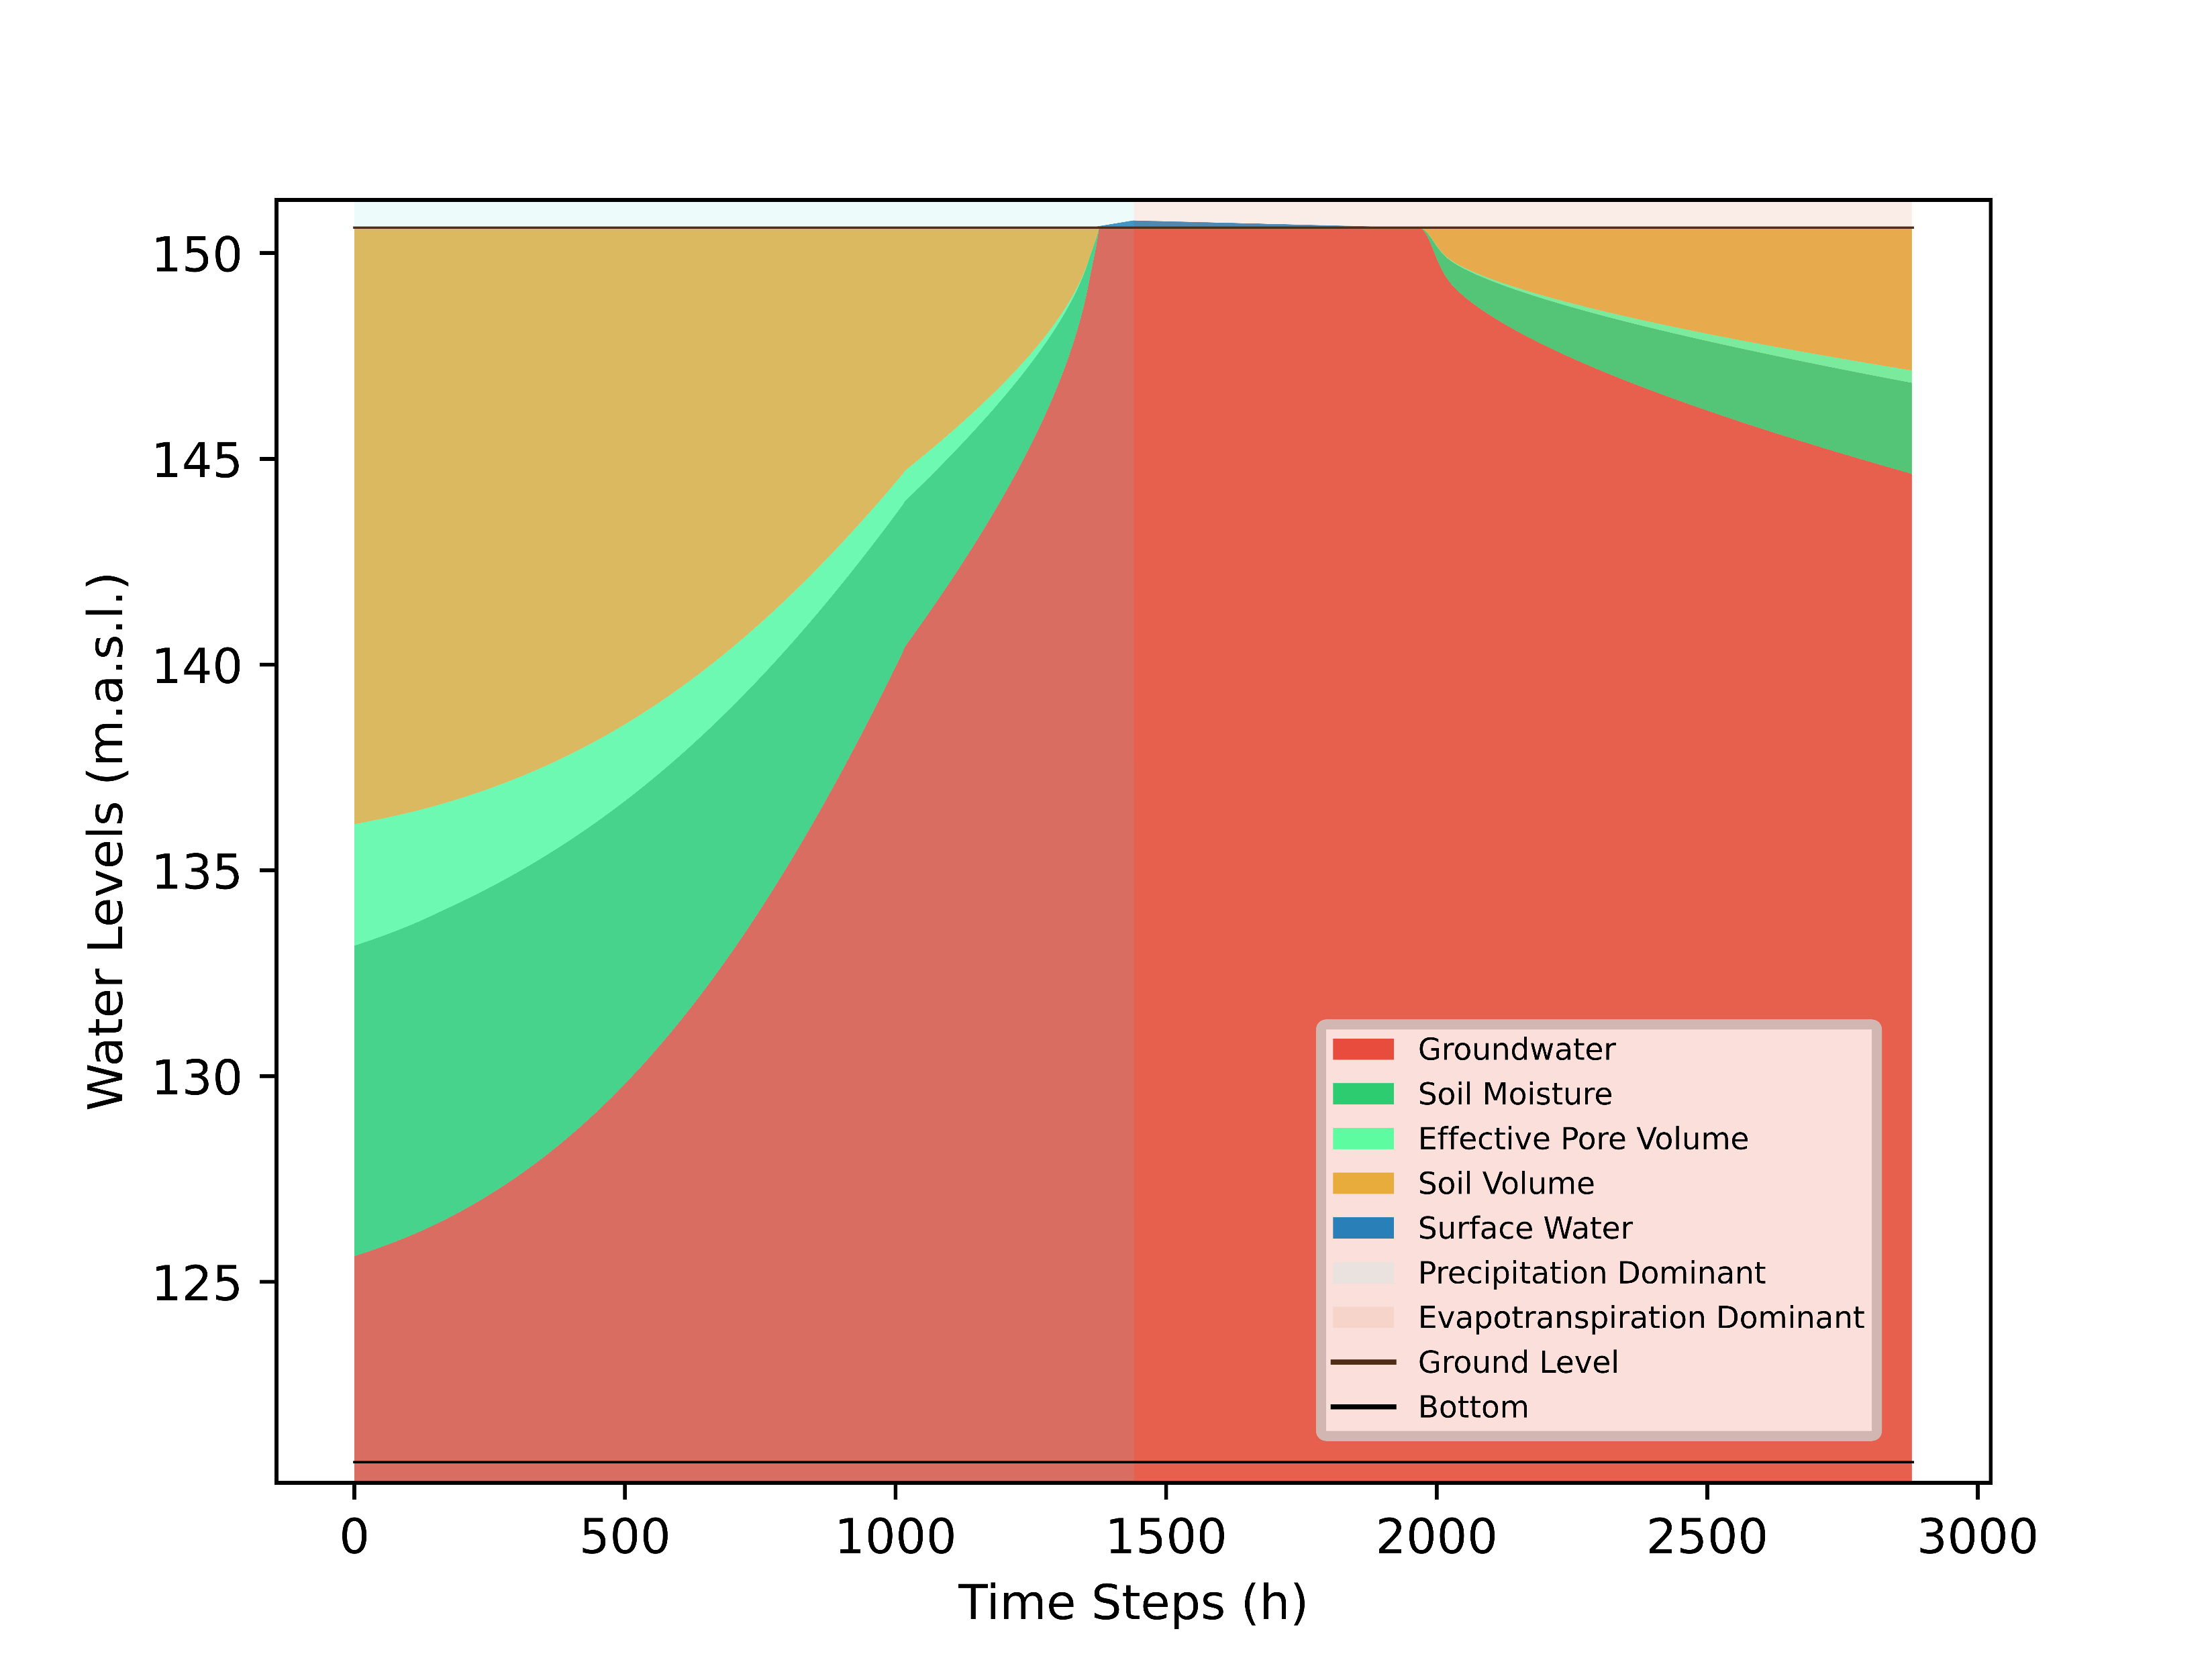 Water Levels (m.a.s.l.)
150
145
140
135
130
125
Groundwater
Soil Moisture
Effective Pore Volume
Soil Volume
Surface Water
Precipitation Dominant
Evapotranspiration Dominant
Ground Level
Bottom
0 500 1000 1500 2000 2500 3000
Time Steps (h)